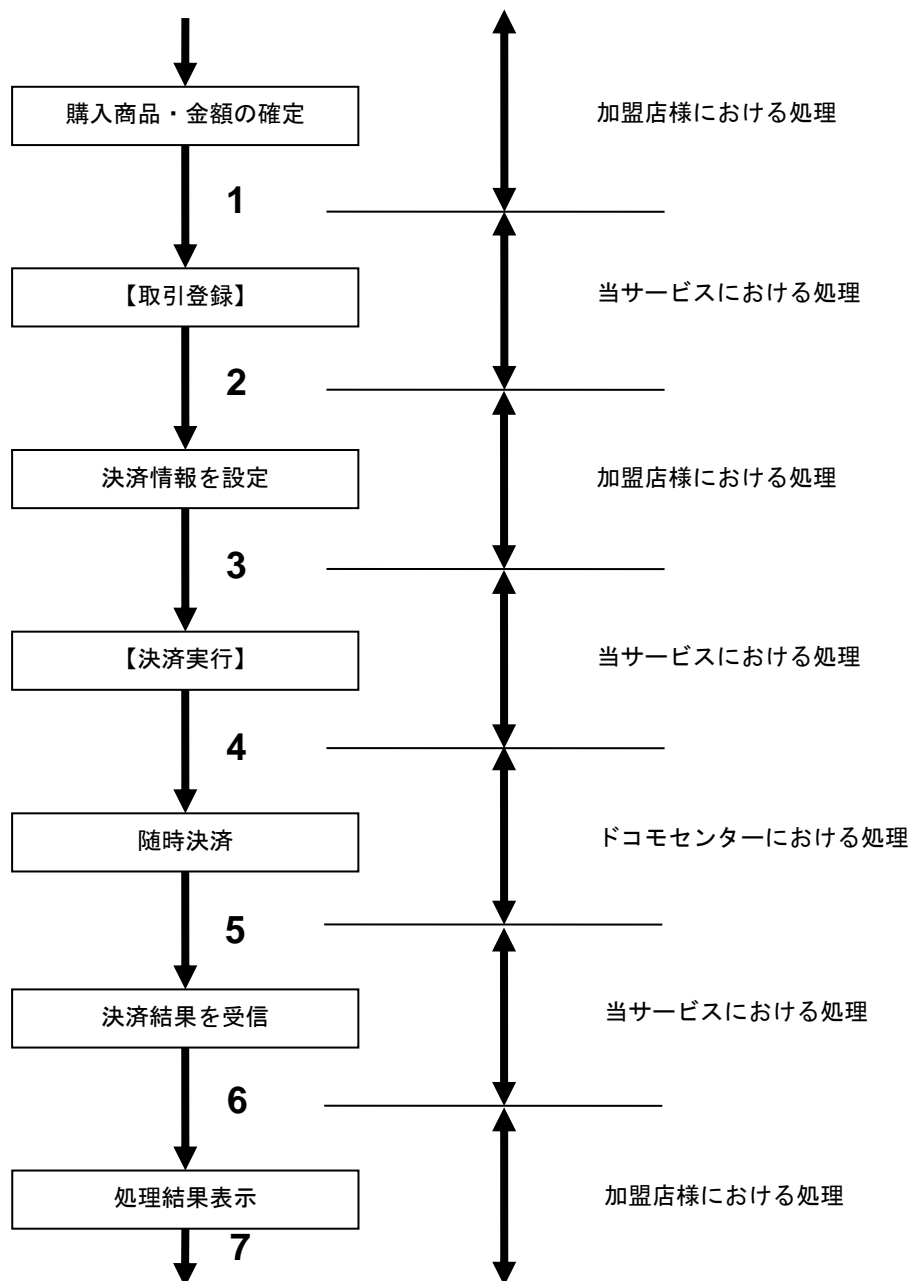 購入商品・金額の確定
加盟店様における処理
1
【取引登録】
当サービスにおける処理
2
決済情報を設定
加盟店様における処理
3
【決済実行】
当サービスにおける処理
4
随時決済
ドコモセンターにおける処理
5
決済結果を受信
当サービスにおける処理
6
処理結果表示
加盟店様における処理
7